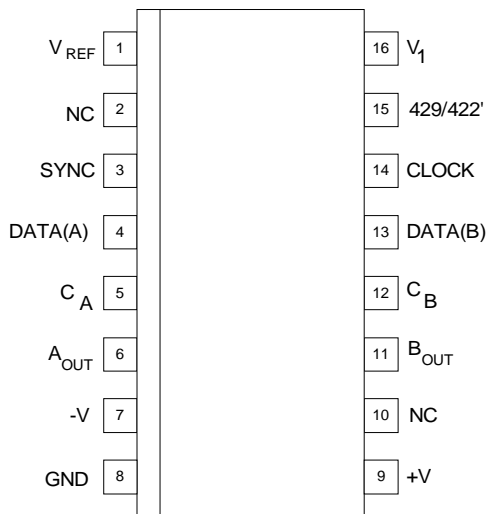 V REF 1 16 V1
NC 2 15 429/422'
SYNC 3 14 CLOCK
DATA(A) 4 13 DATA(B)
C A 5 12 C B
A OUT 6 11 B OUT
-V 7 10 NC
GND 8 9 +V